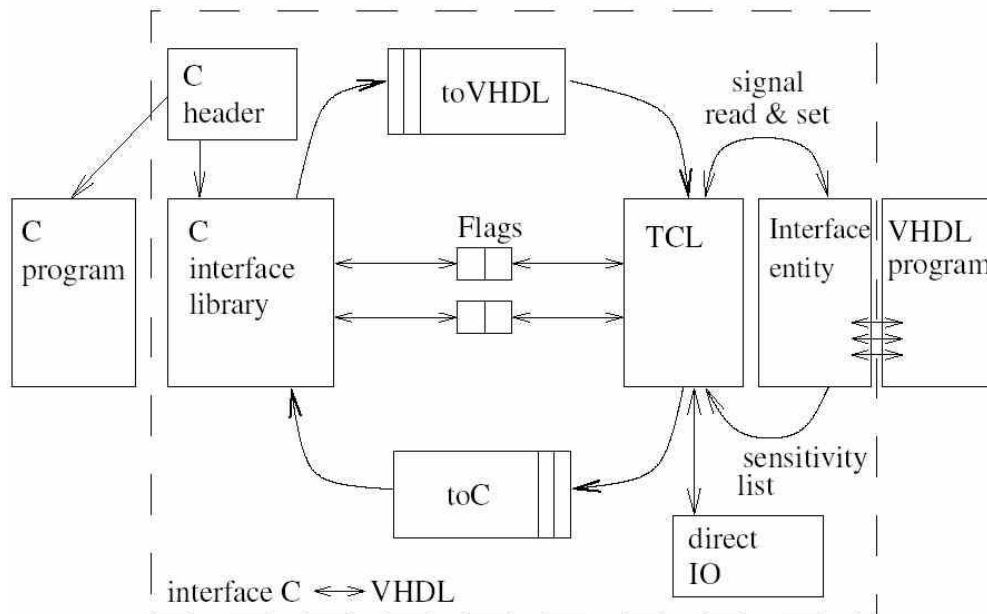 C
header
toVHDL
signal
read & set
C
program
C
interface
library
Flags
TCL
Interface
entity
VHDL
program
toC
sensitivity
list
direct
IO
interface C VHDL